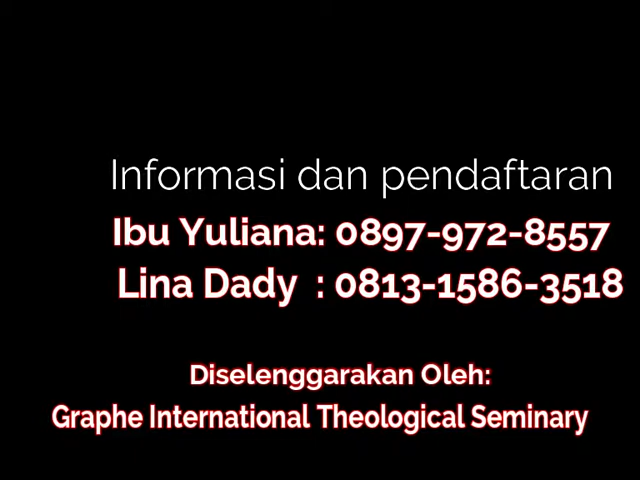 Informasi dan pendaftaran
Ibu Yuliana: 0897-972-8557
Lina Dady : 0813-1586-3518
Diselenggarakan Oleh:
Graphe International Theological Seminary